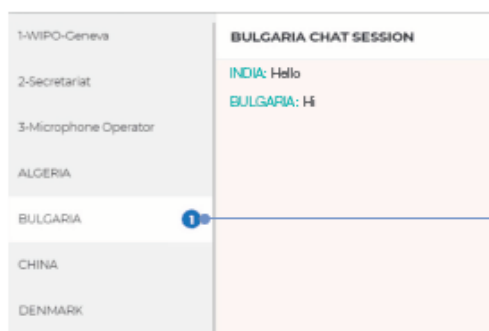 1-WIPO-Geneva
2-Secretariat
3-Microphone Operator
ALGERIA
BULGARIA 1
CHINA
DENMARK
BULGARIA CHAT SESSION
INDIA: Hello
BULGARIA: Hi